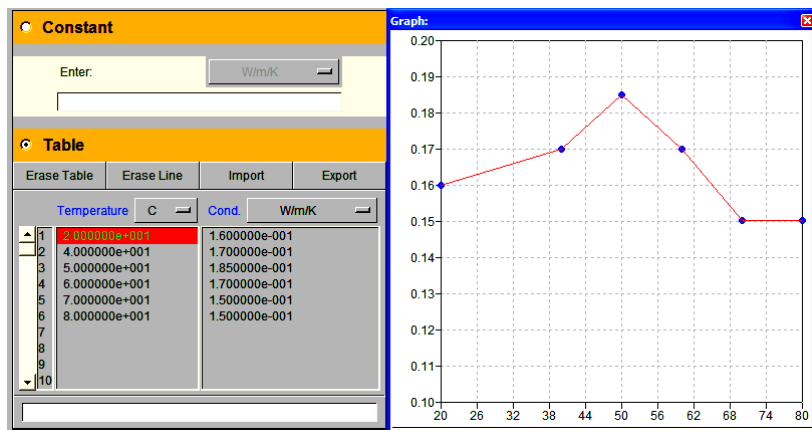 Constant
Enter: W/m/K
Table
Erase Table Erase Line Import Export
Temperature C Cond. W/m/K
1 2.000000e+001 1.600000e-001
2 4.000000e+001 1.700000e-001
3 5.000000e+001 1.850000e-001
4 6.000000e+001 1.700000e-001
5 7.000000e+001 1.500000e-001
6 8.000000e+001 1.500000e-001
7
8
9
10
Graph:
0.20
0.19
0.18
0.17
0.16
0.15
0.14
0.13
0.12
0.11
0.10
20 26 32 38 44 50 56 62 68 74 80